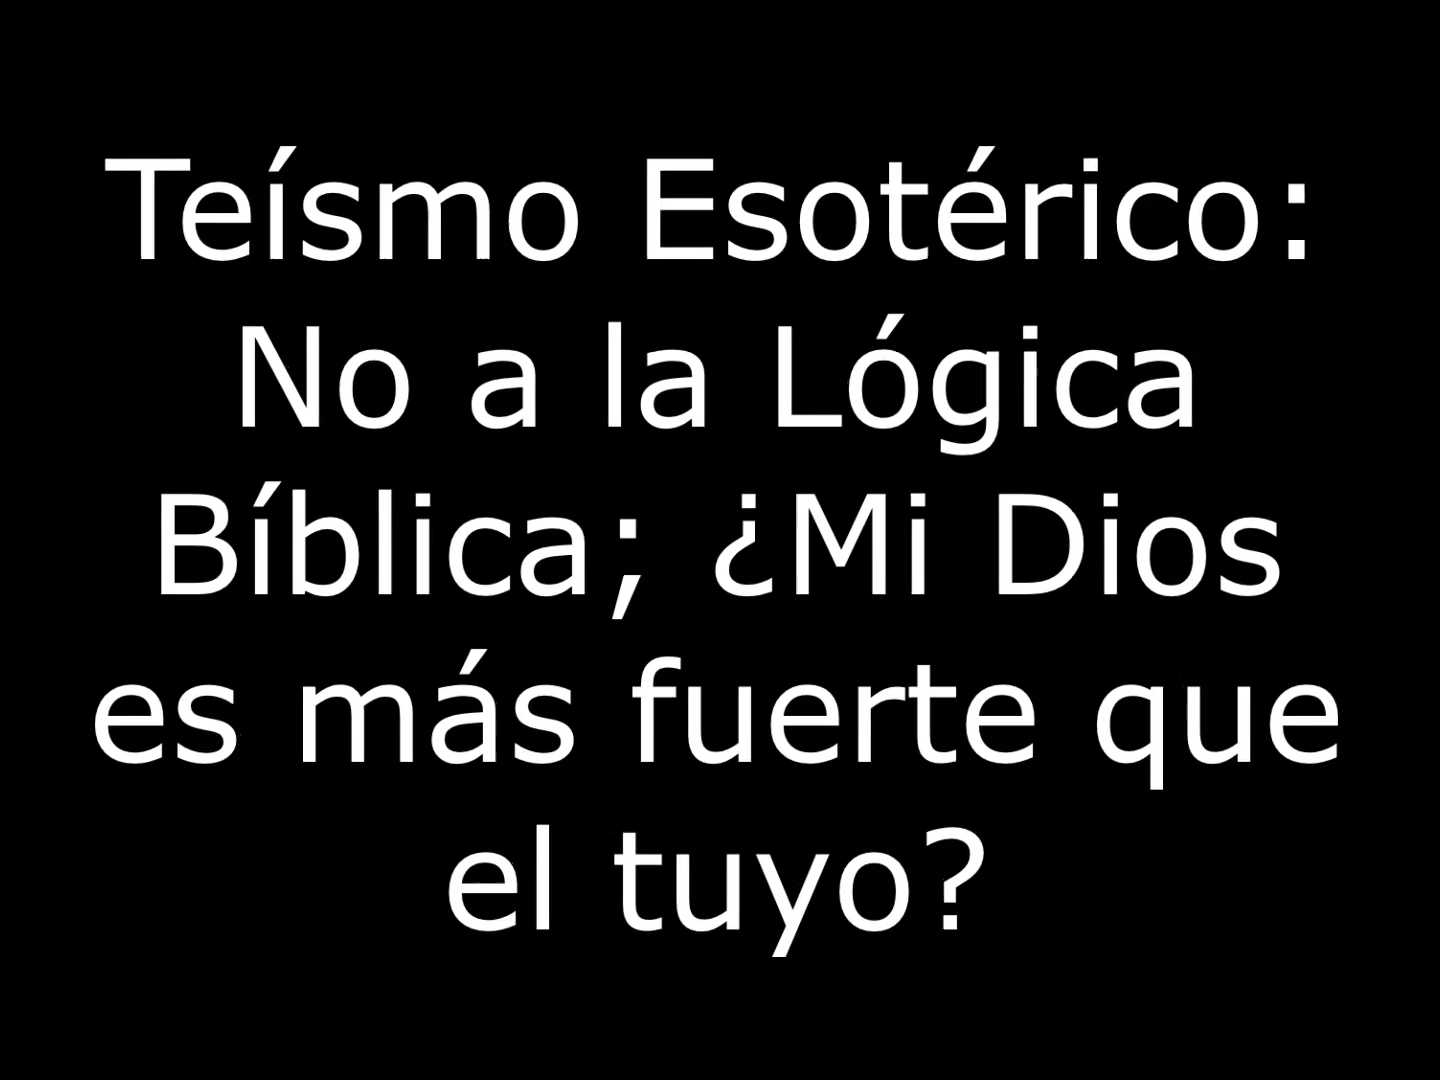 Teísmo Esotérico:
No a la Lógica
Bíblica; ¿Mi Dios
es más fuerte que
el tuyo?